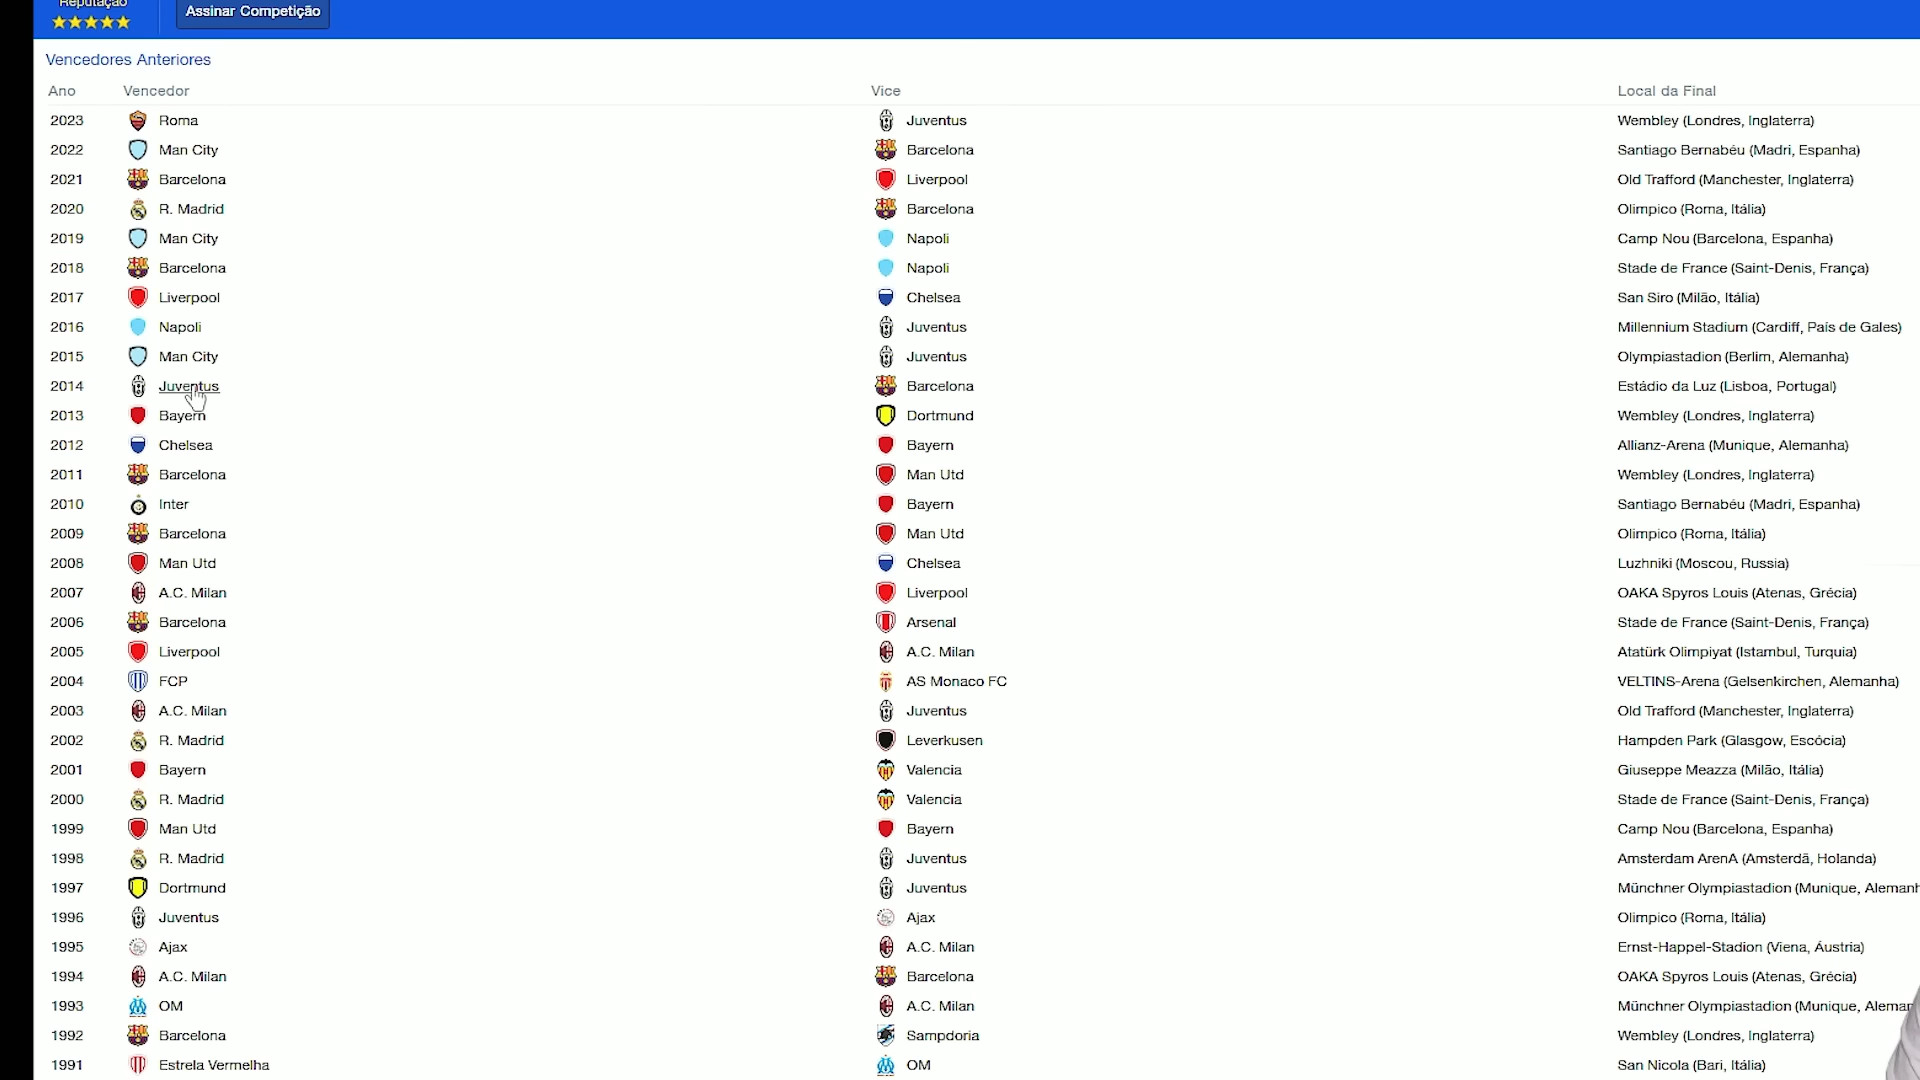 Reputação
Assinar Competição
Vencedores Anteriores
Ano Vencedor Vice Local da Final
2023 Roma Juventus Wembley (Londres, Inglaterra)
2022 Man City Barcelona Santiago Bernabéu (Madri, Espanha)
2021 Barcelona Liverpool Old Trafford (Manchester, Inglaterra)
2020 R. Madrid Barcelona Olimpico (Roma, Itália)
2019 Man City Napoli Camp Nou (Barcelona, Espanha)
2018 Barcelona Napoli Stade de France (Saint-Denis, França)
2017 Liverpool Chelsea San Siro (Milão, Itália)
2016 Napoli Juventus Millennium Stadium (Cardiff, País de Gales)
2015 Man City Juventus Olympiastadion (Berlim, Alemanha)
2014 Juventus Barcelona Estádio da Luz (Lisboa, Portugal)
2013 Bayern Dortmund Wembley (Londres, Inglaterra)
2012 Chelsea Bayern Allianz-Arena (Munique, Alemanha)
2011 Barcelona Man Utd Wembley (Londres, Inglaterra)
2010 Inter Bayern Santiago Bernabéu (Madri, Espanha)
2009 Barcelona Man Utd Olimpico (Roma, Itália)
2008 Man Utd Chelsea Luzhniki (Moscou, Russia)
2007 A.C. Milan Liverpool OAKA Spyros Louis (Atenas, Grécia)
2006 Barcelona Arsenal Stade de France (Saint-Denis, França)
2005 Liverpool A.C. Milan Atatürk Olimpiyat (Istambul, Turquia)
2004 FCP AS Monaco FC VELTINS-Arena (Gelsenkirchen, Alemanha)
2003 A.C. Milan Juventus Old Trafford (Manchester, Inglaterra)
2002 R. Madrid Leverkusen Hampden Park (Glasgow, Escócia)
2001 Bayern Valencia Giuseppe Meazza (Milão, Itália)
2000 R. Madrid Valencia Stade de France (Saint-Denis, França)
1999 Man Utd Bayern Camp Nou (Barcelona, Espanha)
1998 R. Madrid Juventus Amsterdam ArenA (Amsterdã, Holanda)
1997 Dortmund Juventus Münchner Olympiastadion (Munique, Alemanh
1996 Juventus Ajax Olimpico (Roma, Itália)
1995 Ajax A.C. Milan Ernst-Happel-Stadion (Viena, Áustria)
1994 A.C. Milan Barcelona OAKA Spyros Louis (Atenas, Grécia)
1993 OM A.C. Milan Münchner Olympiastadion (Munique, Aleman
1992 Barcelona Sampdoria Wembley (Londres, Inglaterra)
1991 Estrela Vermelha OM San Nicola (Bari, Itália)